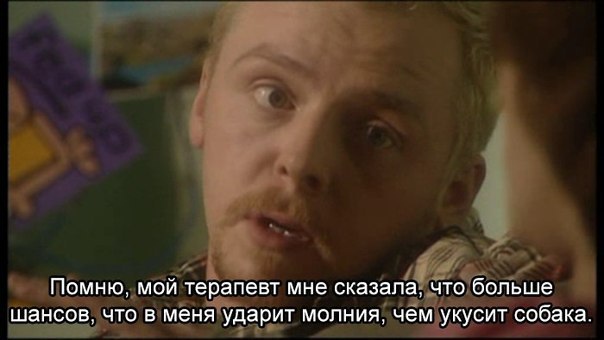 Помню, мой терапевт мне сказала, что больше
шансов, что в меня ударит молния, чем укусит собака.